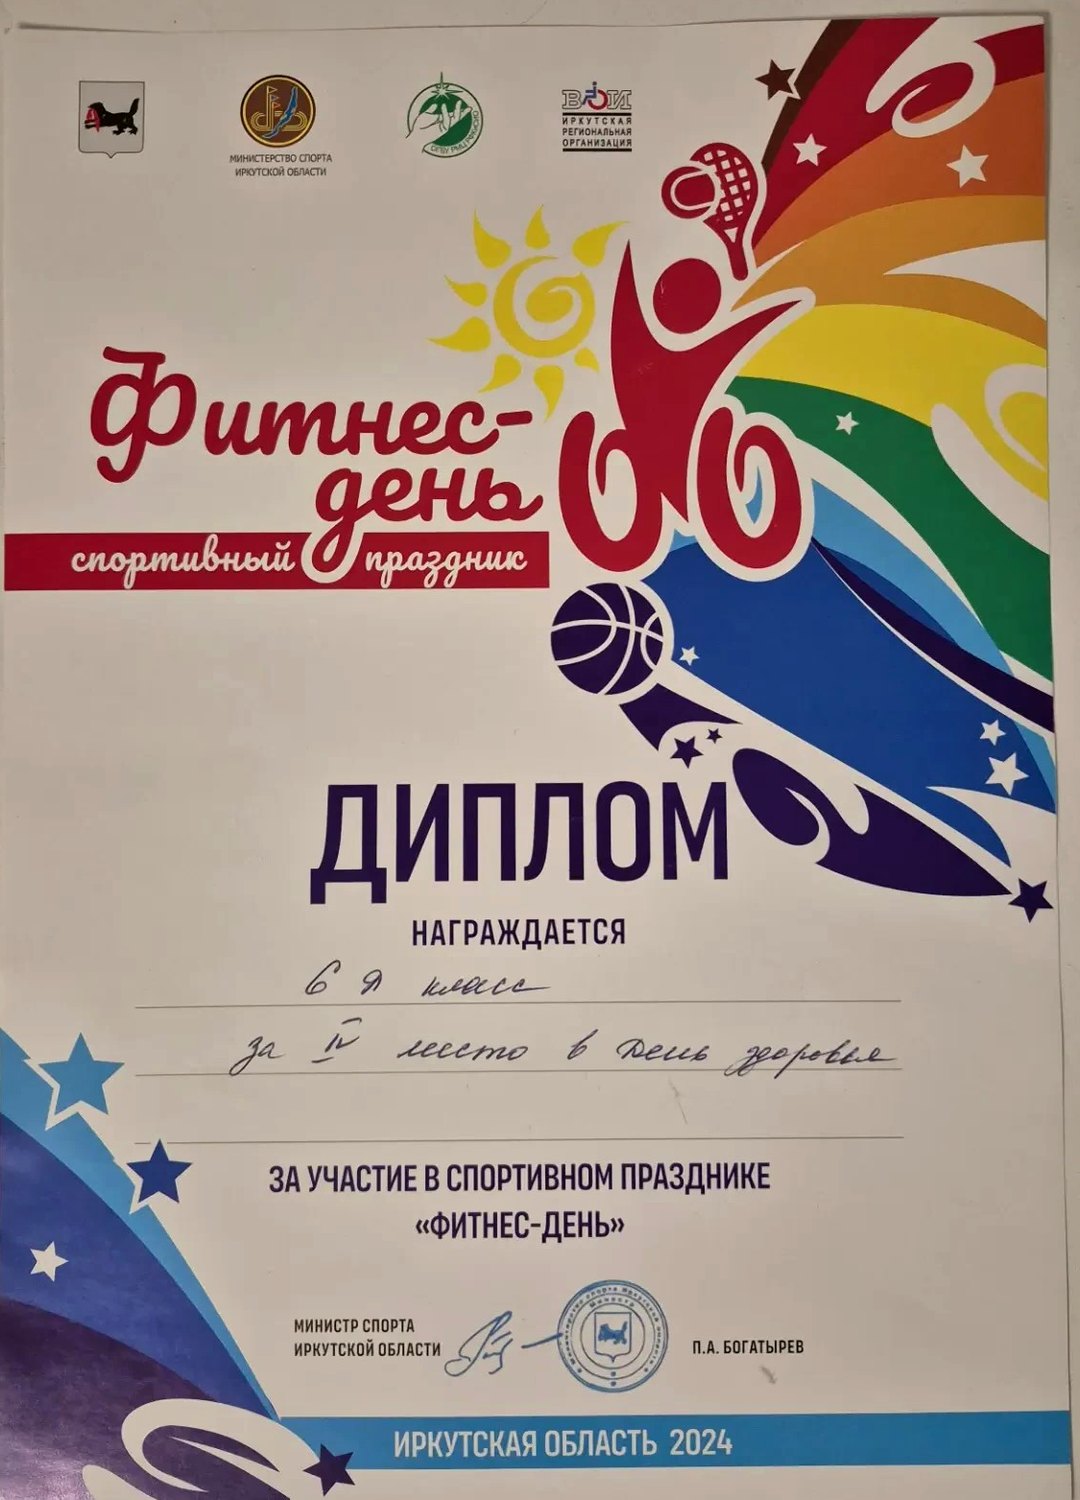 МИНИСТЕРСТВО СПОРТА
ИРКУТСКОЙ ОБЛАСТИ
ВОИ
ИРКУТСКАЯ
РЕГИОНАЛЬНАЯ
ОРГАНИЗАЦИЯ
Фитнес-
день
спортивный праздник
ДИПЛОМ
НАГРАЖДАЕТСЯ
6 Д класс
за IV место в День здоровья
ЗА УЧАСТИЕ В СПОРТИВНОМ ПРАЗДНИКЕ
«ФИТНЕС-ДЕНЬ»
МИНИСТР СПОРТА
ИРКУТСКОЙ ОБЛАСТИ
П.А. БОГАТЫРЕВ
ИРКУТСКАЯ ОБЛАСТЬ 2024